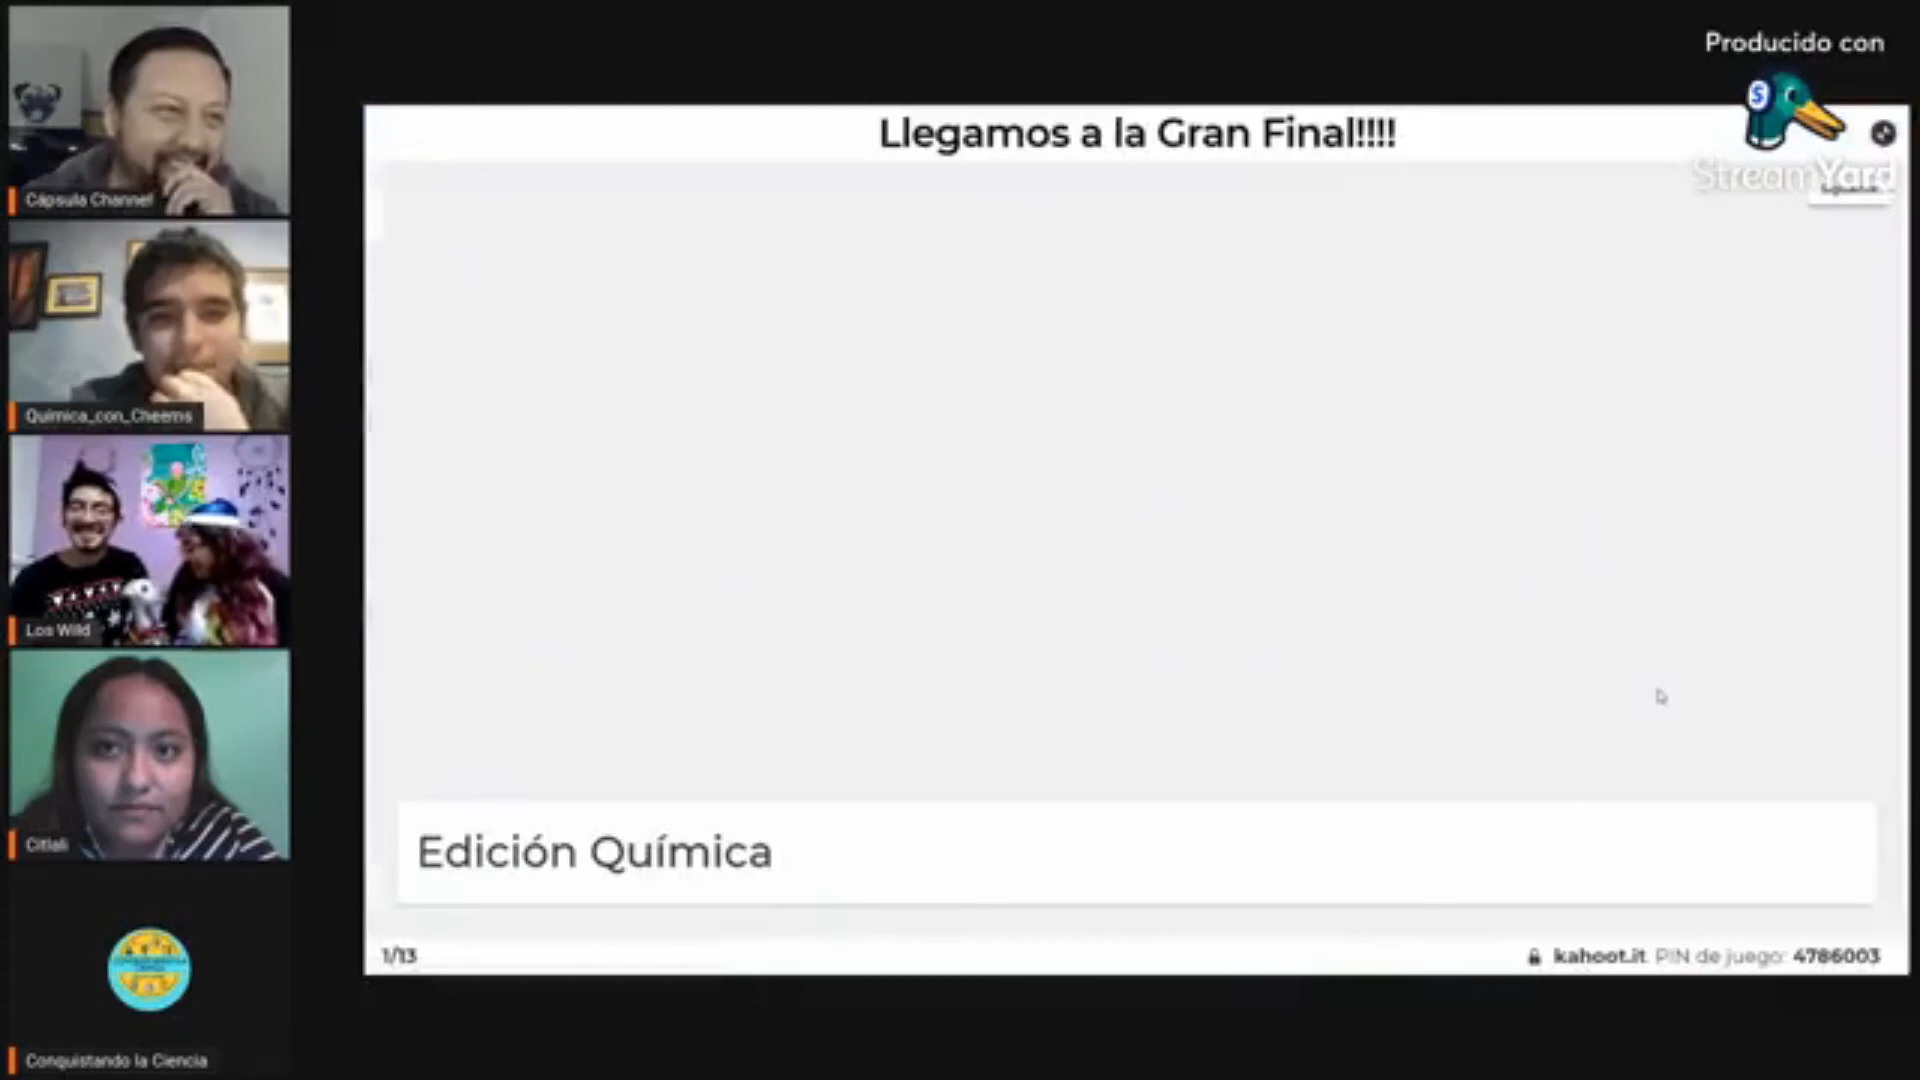 Producido con
StreamYard
Llegamos a la Gran Final!!!!
Cápsula Channel
Química_con_Cheems
Los Wild
Citlali
Edición Química
1/13
kahoot.it PIN de juego: 4786003
Conquistando la Ciencia